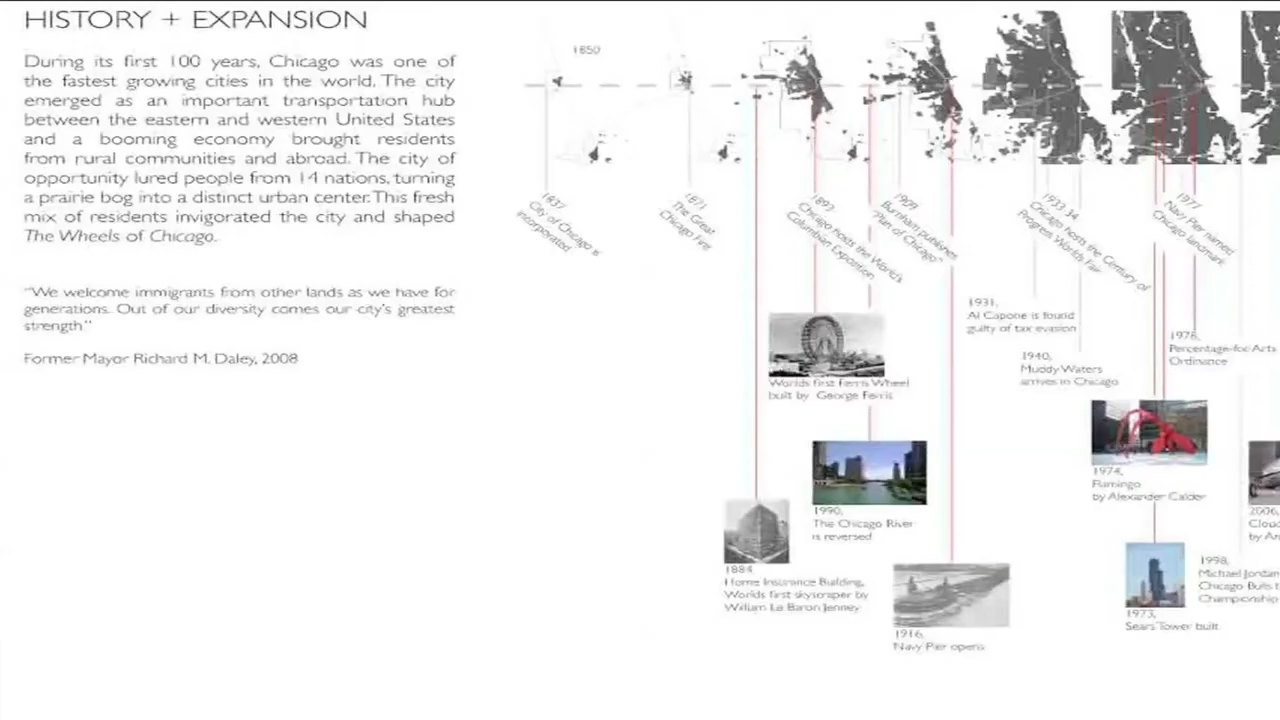 HISTORY + EXPANSION
During its first 100 years, Chicago was one of
the fastest growing cities in the world. The city
emerged as an important transportation hub
between the eastern and western United States
and a booming economy brought residents
from rural communities and abroad. The city of
opportunity lured people from 14 nations, turning
a prairie bog into a distinct urban center. This fresh
mix of residents invigorated the city and shaped
The Wheels of Chicago.
"We welcome immigrants from other lands as we have for
generations. Out of our diversity comes our city's greatest
strength"
Former Mayor Richard M. Daley, 2008
1850
1837
City of Chicago is
incorporated
1871
The Great
Chicago Fire
1893
Chicago hosts the World's
Columbian Exposition
1909
Burnham publishes
"Plan of Chicago"
1933-34
Chicago hosts the Century of
Progress Worlds Fair
1977
Navy Pier named
Chicago landmark
1931,
Al Capone is found
guilty of tax evasion
1940,
Muddy Waters
arrives in Chicago
1978,
Percentage-for-Arts
Ordinance
Worlds first Ferris Wheel
built by George Ferris
1974,
Flamingo
by Alexander Calder
1990,
The Chicago River
is reversed
2006,
Cloud
by An
1884
Home Insurance Building,
Worlds first skyscraper by
William Le Baron Jenney
1998,
Michael Jordan
Chicago Bulls t
Championship
1973,
Sears Tower built
1916,
Navy Pier opens